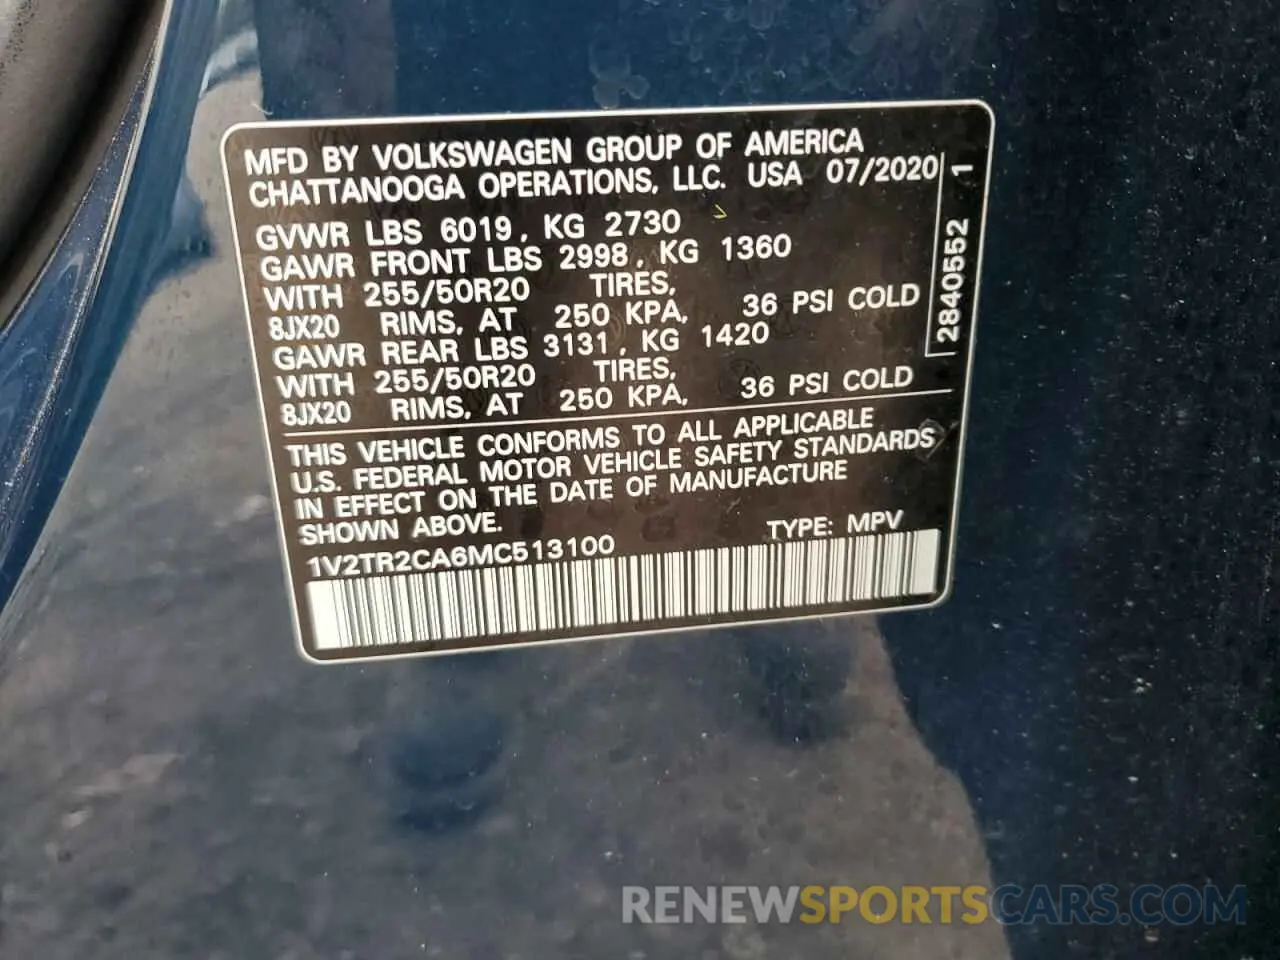 MFD BY VOLKSWAGEN GROUP OF AMERICA
CHATTANOOGA OPERATIONS, LLC. USA 07/2020
GVWR LBS 6019, KG 2730
GAWR FRONT LBS 2998, KG 1360
WITH 255/50R20 TIRES,
8JX20 RIMS, AT 250 KPA, 36 PSI COLD
GAWR REAR LBS 3131, KG 1420
WITH 255/50R20 TIRES,
8JX20 RIMS, AT 250 KPA, 36 PSI COLD
2840552 1
THIS VEHICLE CONFORMS TO ALL APPLICABLE
U.S. FEDERAL MOTOR VEHICLE SAFETY STANDARDS
IN EFFECT ON THE DATE OF MANUFACTURE
SHOWN ABOVE.
TYPE: MPV
1V2TR2CA6MC513100
RENEWSPORTSCARS.COM